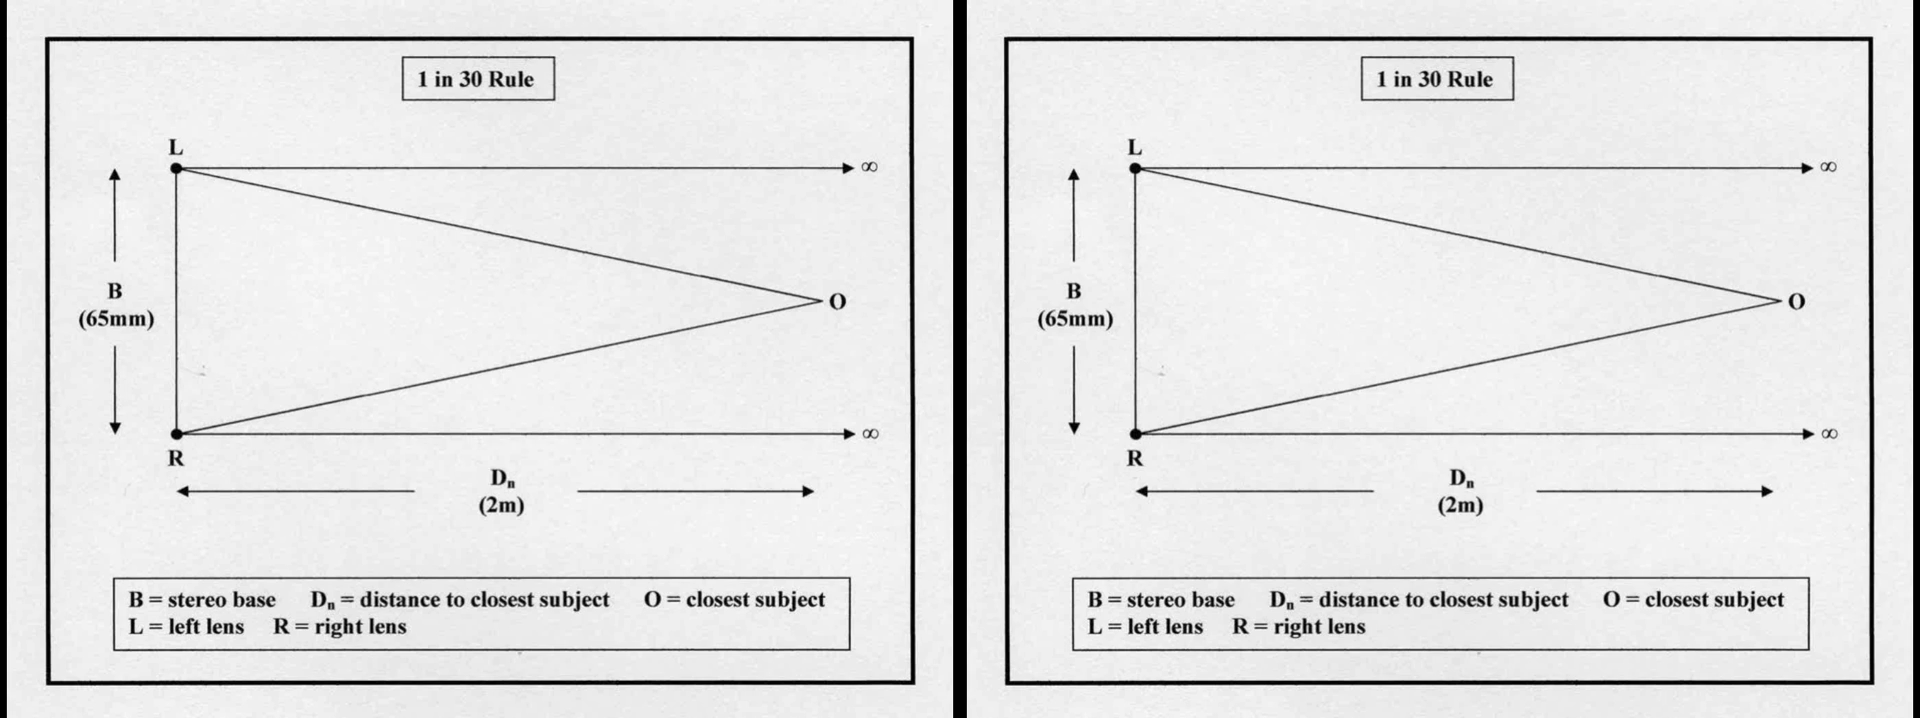 1 in 30 Rule
L
∞
B
(65mm)
O
R
∞
Dₙ
(2m)
B = stereo base Dₙ = distance to closest subject O = closest subject
L = left lens R = right lens
1 in 30 Rule
L
∞
B
(65mm)
O
R
∞
Dₙ
(2m)
B = stereo base Dₙ = distance to closest subject O = closest subject
L = left lens R = right lens